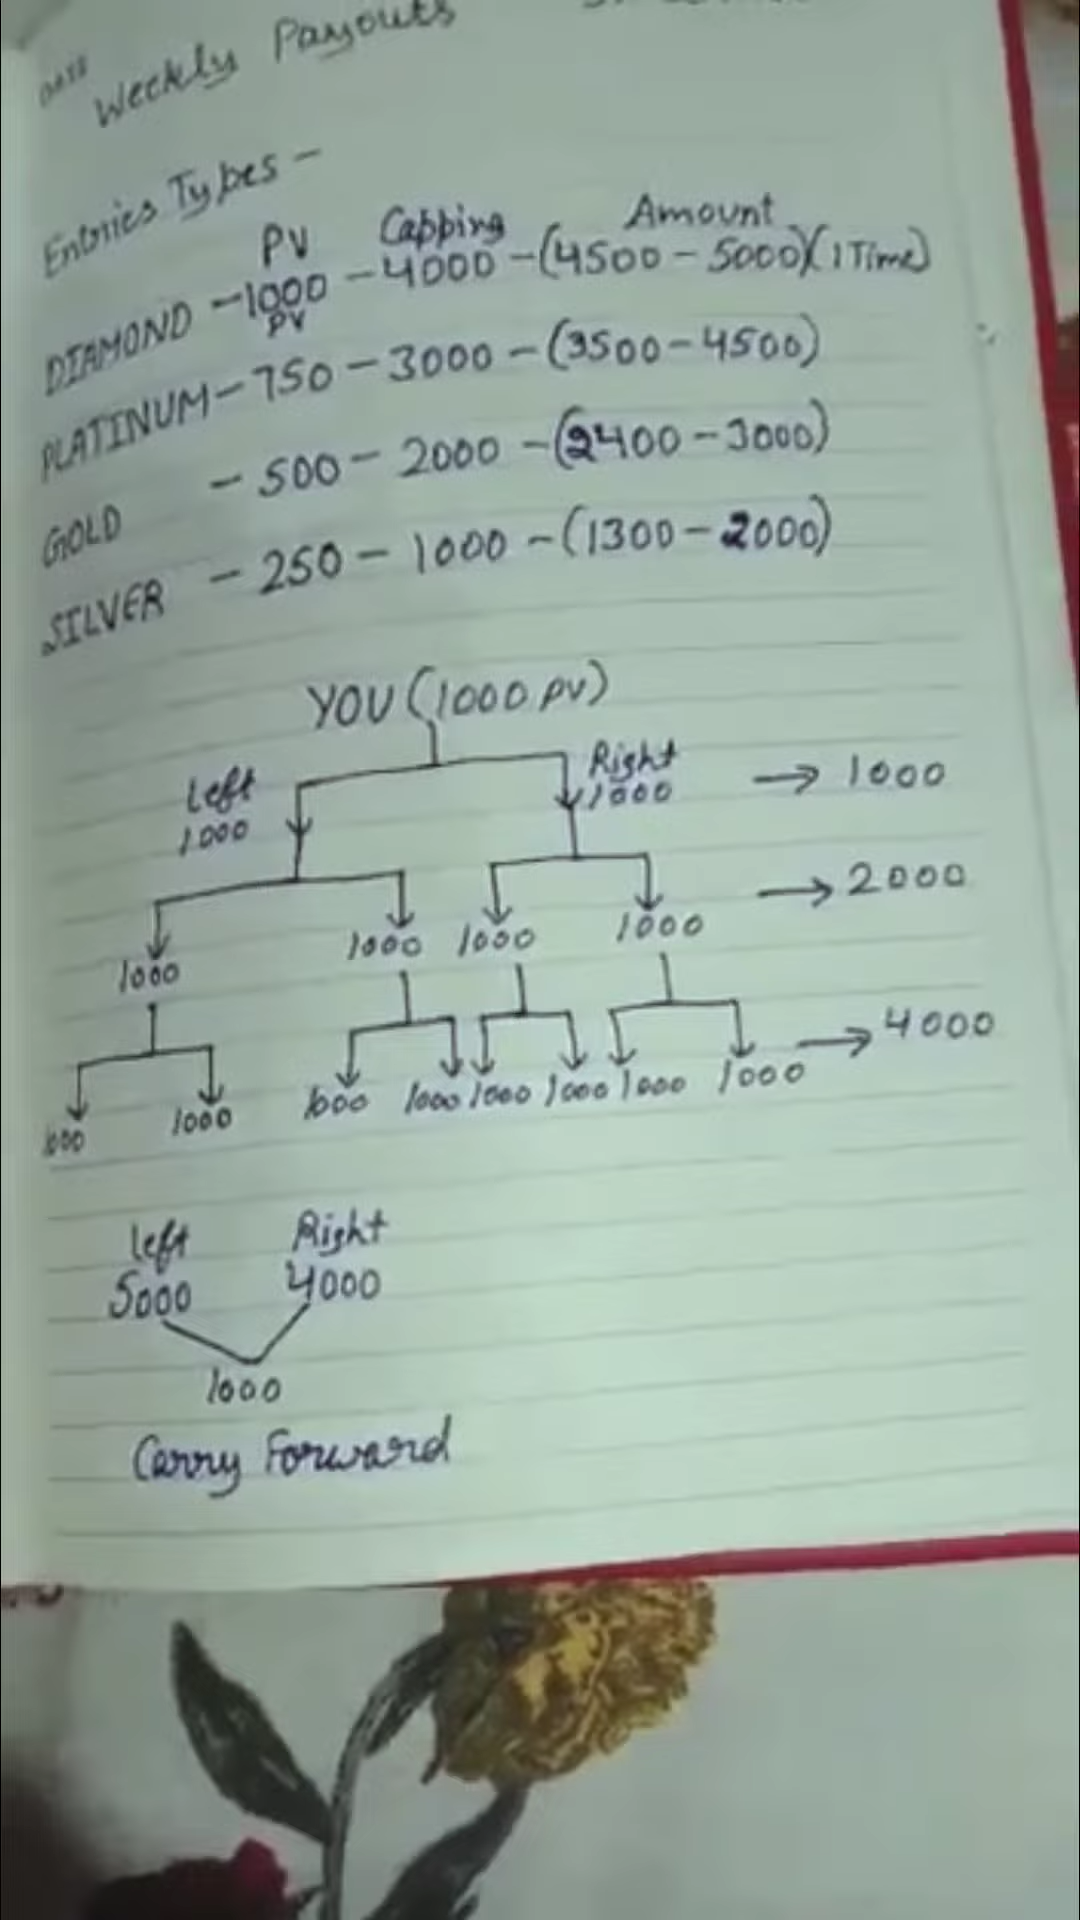 DATE
Weekly Payouts
Entries Types -
PV Capping Amount
DIAMOND - 1000 - 4000 - (4500 - 5000)(1 Time)
PV
PLATINUM - 750 - 3000 - (3500 - 4500)
GOLD - 500 - 2000 - (2400 - 3000)
SILVER - 250 - 1000 - (1300 - 2000)
YOU (1000 PV)
Left Right
1000 1000 → 1000
1000 1000 1000 1000 → 2000
1000 1000 1000 1000 1000 1000 1000 1000 → 4000
Left Right
5000 4000
1000
Carry Forward